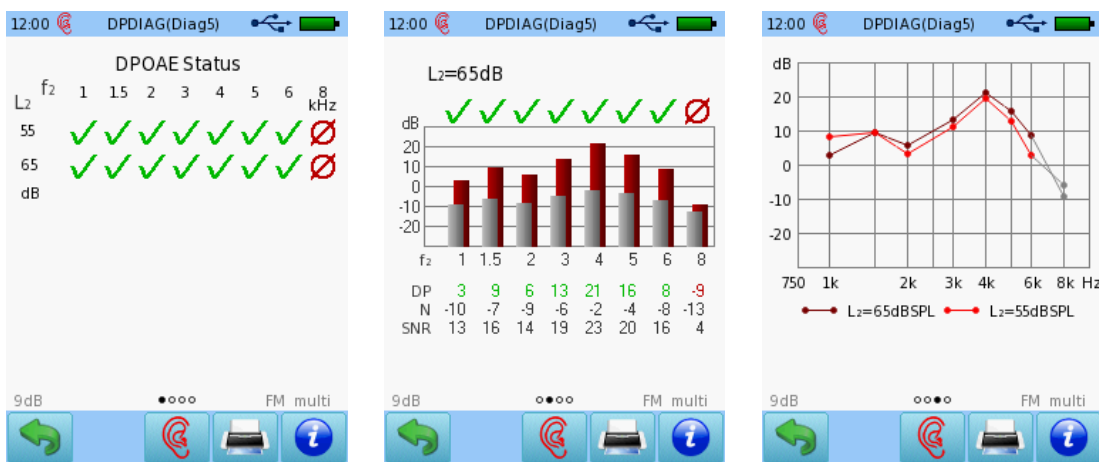 12:00 DPDIAG(Diag5)
DPOAE Status
f2 1 1.5 2 3 4 5 6 8
L2 kHz
55
65
dB
9dB FM multi
12:00 DPDIAG(Diag5)
L2=65dB
dB
20
10
0
-10
-20
f2 1 1.5 2 3 4 5 6 8
DP 3 9 6 13 21 16 8 -9
N -10 -7 -9 -6 -2 -4 -8 -13
SNR 13 16 14 19 23 20 16 4
9dB FM multi
12:00 DPDIAG(Diag5)
dB
20
10
0
-10
-20
750 1k 2k 3k 4k 6k 8k Hz
L2=65dBSPL L2=55dBSPL
9dB FM multi